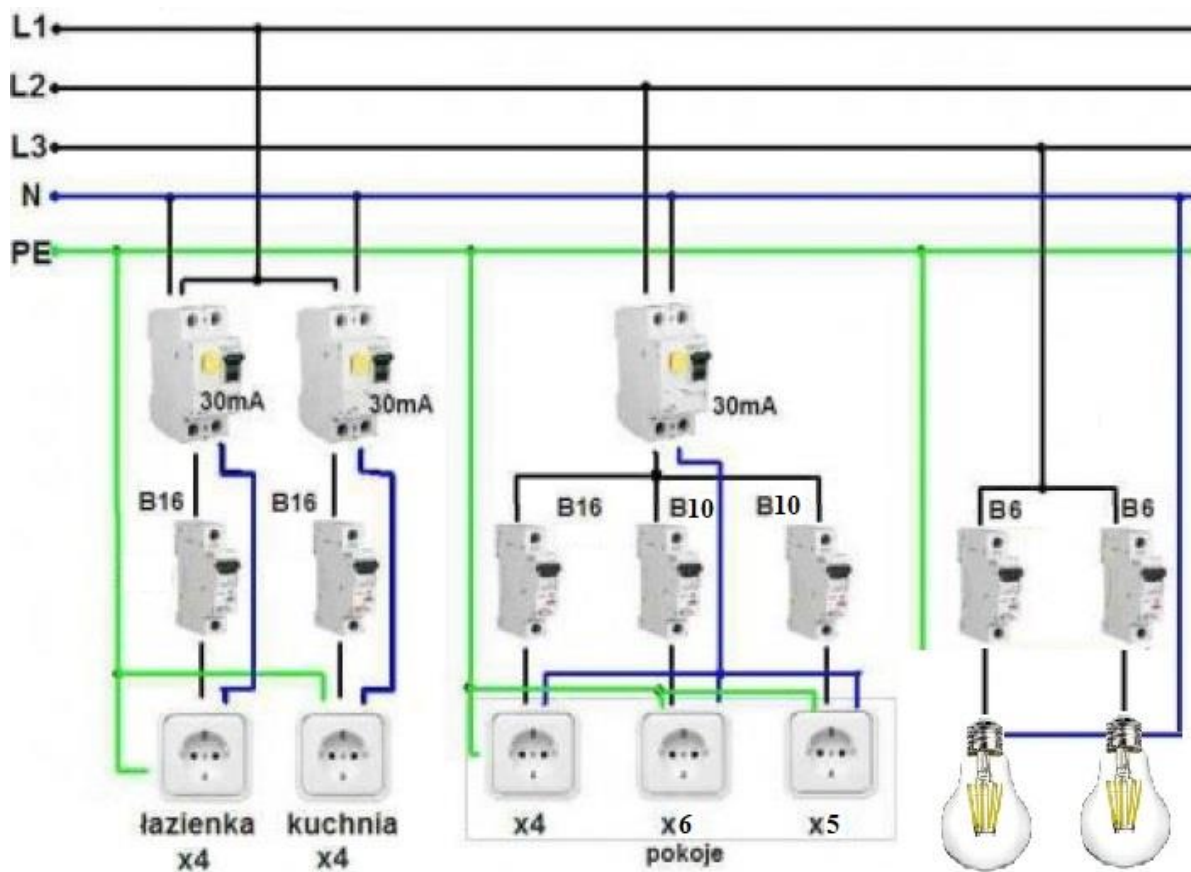 L1
L2
L3
N
PE
30mA
30mA
30mA
B16
B16
B16
B10
B10
B6
B6
łazienka
x4
kuchnia
x4
x4
x6
x5
pokoje